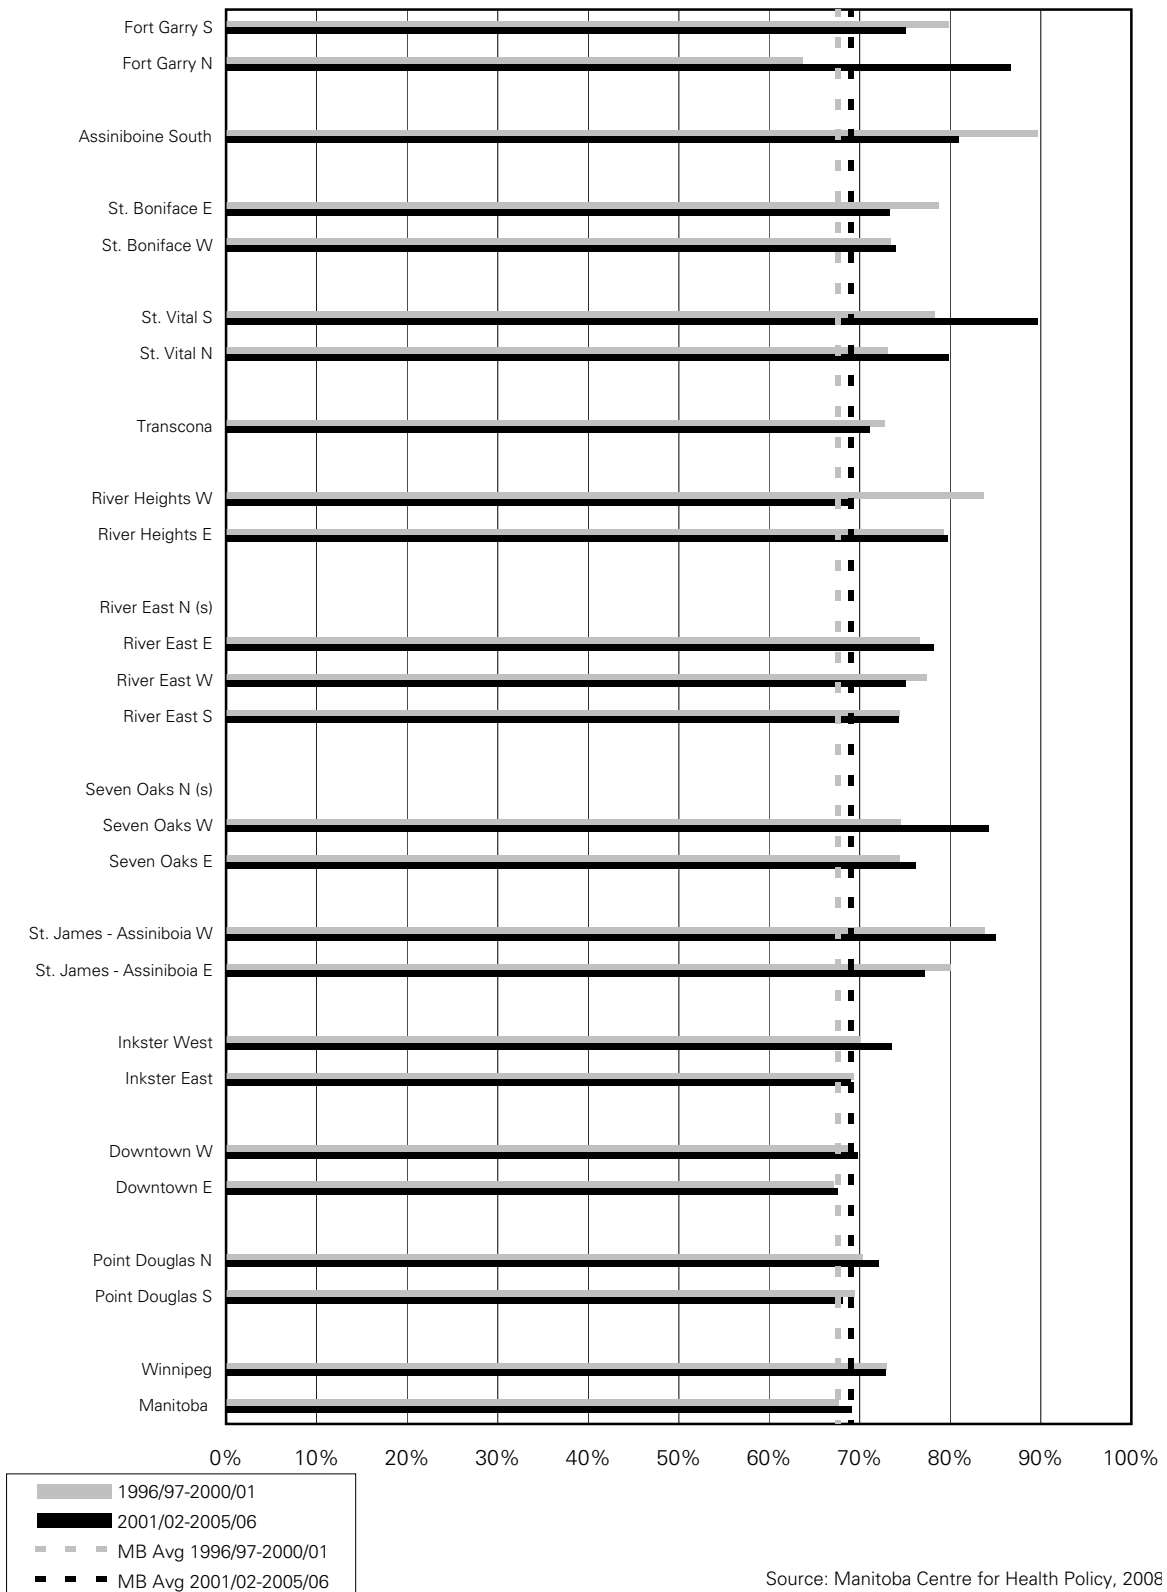 Fort Garry S
Fort Garry N
Assiniboine South
St. Boniface E
St. Boniface W
St. Vital S
St. Vital N
Transcona
River Heights W
River Heights E
River East N (s)
River East E
River East W
River East S
Seven Oaks N (s)
Seven Oaks W
Seven Oaks E
St. James - Assiniboia W
St. James - Assiniboia E
Inkster West
Inkster East
Downtown W
Downtown E
Point Douglas N
Point Douglas S
Winnipeg
Manitoba
0% 10% 20% 30% 40% 50% 60% 70% 80% 90% 100%
1996/97-2000/01
2001/02-2005/06
MB Avg 1996/97-2000/01
MB Avg 2001/02-2005/06
Source: Manitoba Centre for Health Policy, 2008